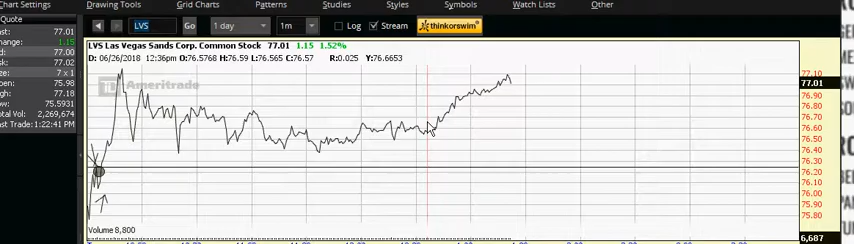 Chart Settings
Drawing Tools
Grid Charts
Patterns
Studies
Styles
Symbols
Watch Lists
Other
Quote
LVS
Go
1 day
1m
Log
Stream
thinkorswim
77.01
1.15
77.00
77.02
7 x 1
75.98
77.18
75.5931
Total Vol: 2,269,674
Last Trade: 1:22:41 PM
LVS Las Vegas Sands Corp. Common Stock 77.01 1.15 1.52%
D: 06/26/2018 12:36pm O:76.5768 H:76.59 L:76.565 C:76.57 R:0.025 Y:76.6653
Ameritrade
77.10
77.01
76.90
76.80
76.70
76.60
76.50
76.40
76.30
76.20
76.10
76.00
75.90
75.80
Volume 8,800
6,687